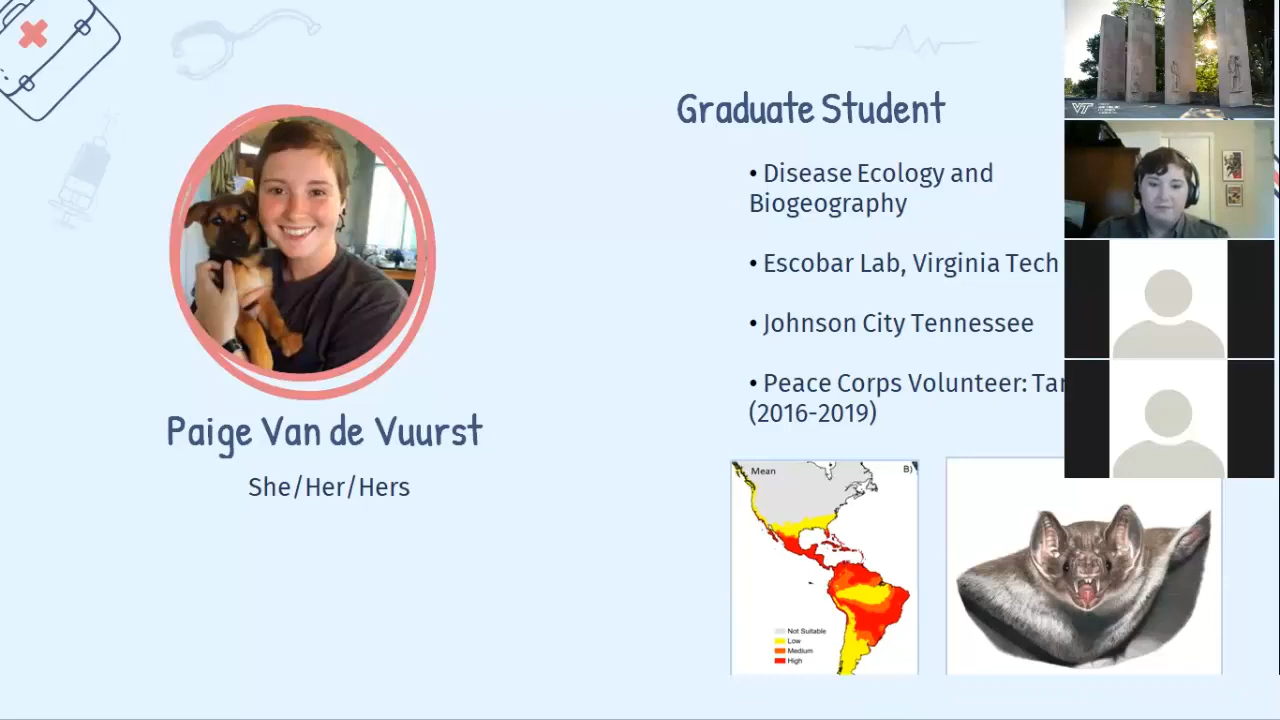 Graduate Student
• Disease Ecology and
Biogeography
• Escobar Lab, Virginia Tech
• Johnson City Tennessee
• Peace Corps Volunteer:
(2016-2019)
Paige Van de Vuurst
She/Her/Hers
Mean
B)
Not Suitable
Low
Medium
High
VT